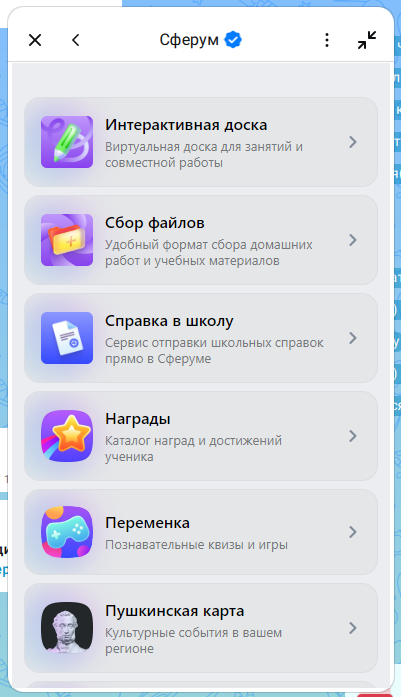 Сферум
Интерактивная доска
Виртуальная доска для занятий и
совместной работы
Сбор файлов
Удобный формат сбора домашних
работ и учебных материалов
Справка в школу
Сервис отправки школьных справок
прямо в Сферуме
Награды
Каталог наград и достижений
ученика
Переменка
Познавательные квизы и игры
Пушкинская карта
Культурные события в вашем
регионе